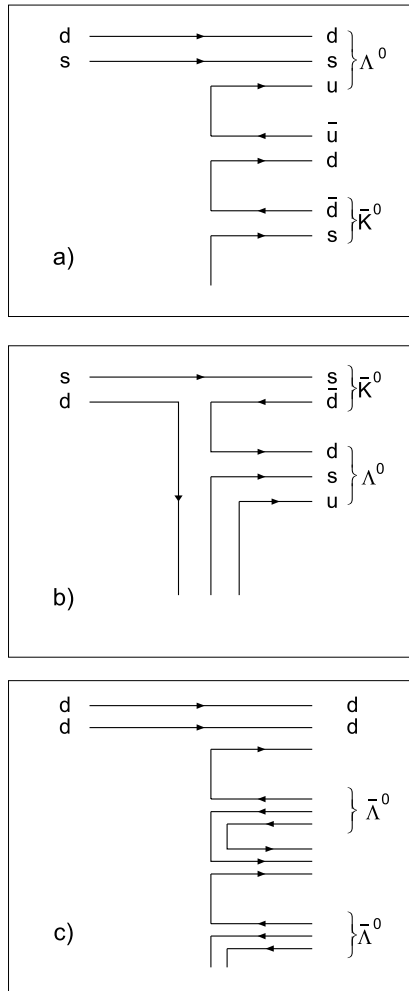 d d
s s } Λ⁰
u
ū
d
d̄
s } K̄⁰
a)
s s
d d̄ } K̄⁰
d
s } Λ⁰
u
b)
d d
d d
} Λ̄⁰
} Λ̄⁰
c)